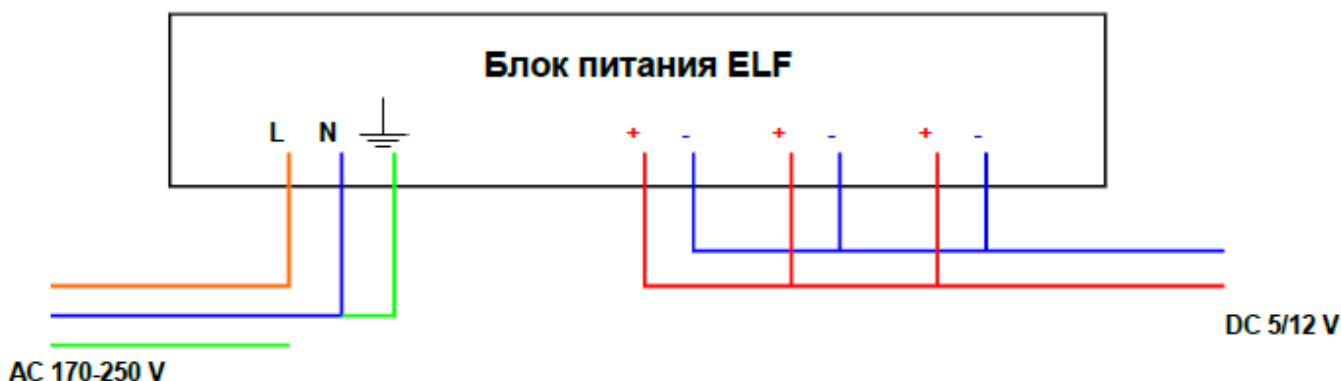 Блок питания ELF
L N + - + - + -
DC 5/12 V
AC 170-250 V